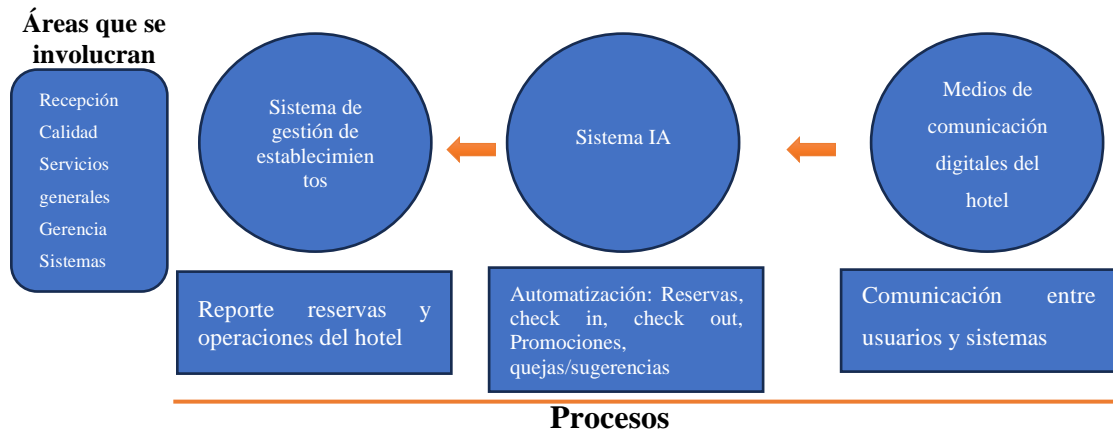 Áreas que se
involucran
Recepción
Calidad
Servicios
generales
Gerencia
Sistemas
Sistema de
gestión de
establecimien
tos
Sistema IA
Medios de
comunicación
digitales del
hotel
Reporte reservas y
operaciones del hotel
Automatización: Reservas,
check in, check out,
Promociones,
quejas/sugerencias
Comunicación entre
usuarios y sistemas
Procesos